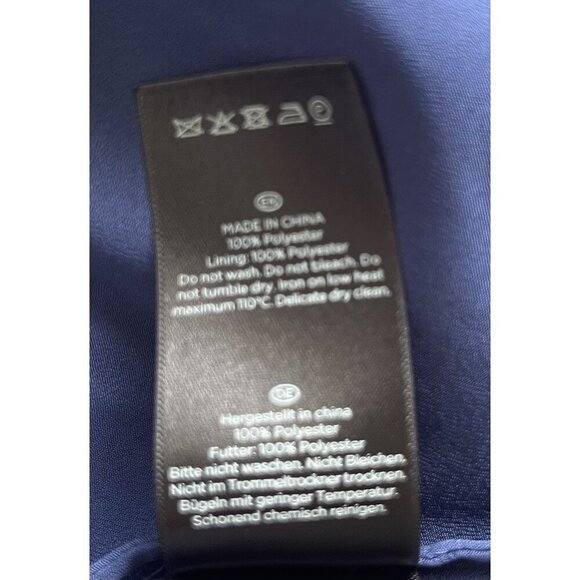 MADE IN CHINA
100% Polyester
Lining: 100% Polyester
Do not wash. Do not bleach. Do
not tumble dry. Iron on low heat
maximum 110°C. Delicate dry clean.
DE
Hergestellt in china
100% Polyester
Futter: 100% Polyester
Bitte nicht waschen. Nicht Bleichen.
Nicht im Trommeltrockner trocknen.
Bügeln mit geringer Temperatur.
Schonend chemisch reinigen.